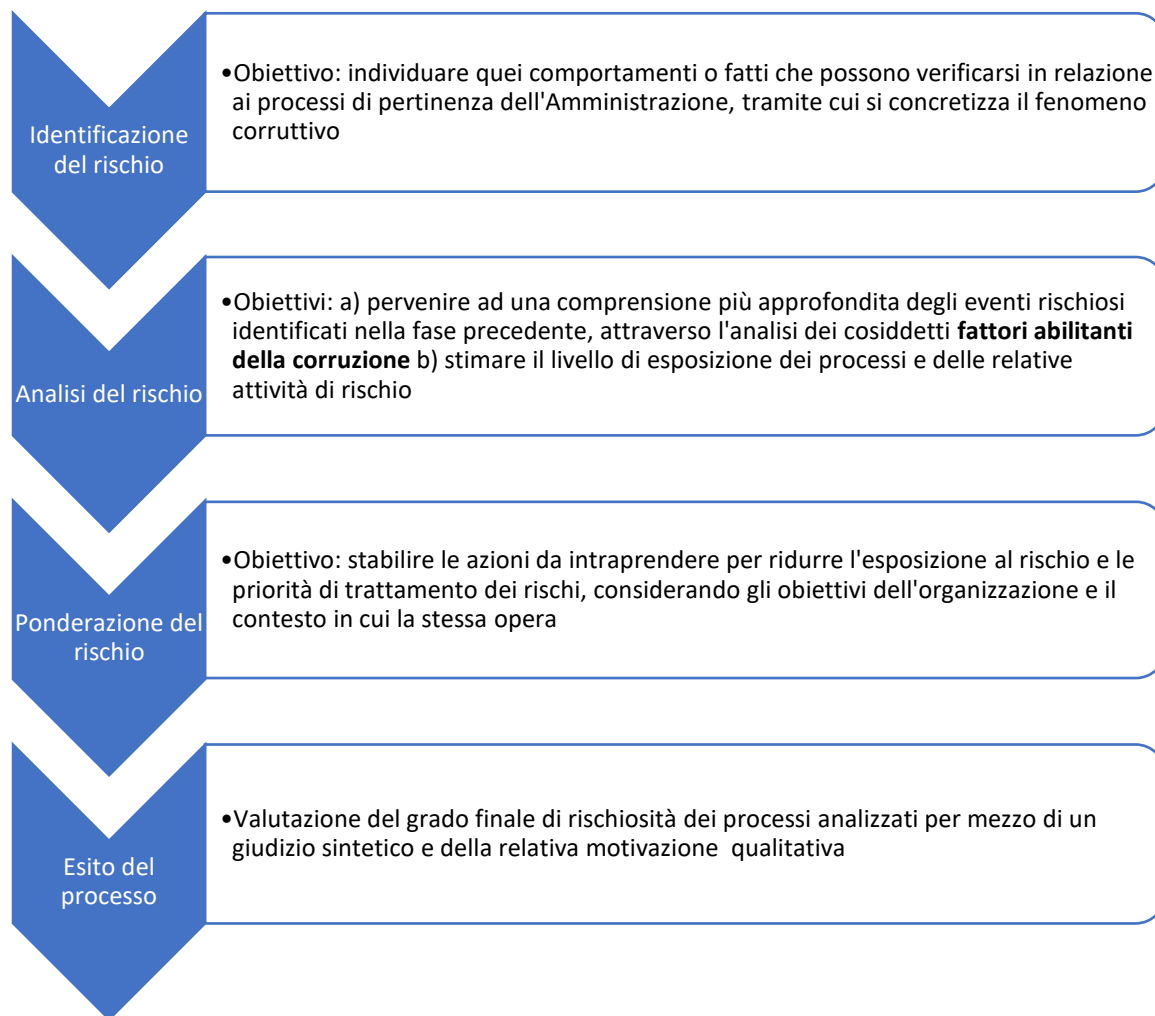 Identificazione
del rischio
•Obiettivo: individuare quei comportamenti o fatti che possono verificarsi in relazione
ai processi di pertinenza dell'Amministrazione, tramite cui si concretizza il fenomeno
corruttivo
Analisi del rischio
•Obiettivi: a) pervenire ad una comprensione più approfondita degli eventi rischiosi
identificati nella fase precedente, attraverso l'analisi dei cosiddetti fattori abilitanti
della corruzione b) stimare il livello di esposizione dei processi e delle relative
attività di rischio
Ponderazione del
rischio
•Obiettivo: stabilire le azioni da intraprendere per ridurre l'esposizione al rischio e le
priorità di trattamento dei rischi, considerando gli obiettivi dell'organizzazione e il
contesto in cui la stessa opera
Esito del
processo
•Valutazione del grado finale di rischiosità dei processi analizzati per mezzo di un
giudizio sintetico e della relativa motivazione qualitativa